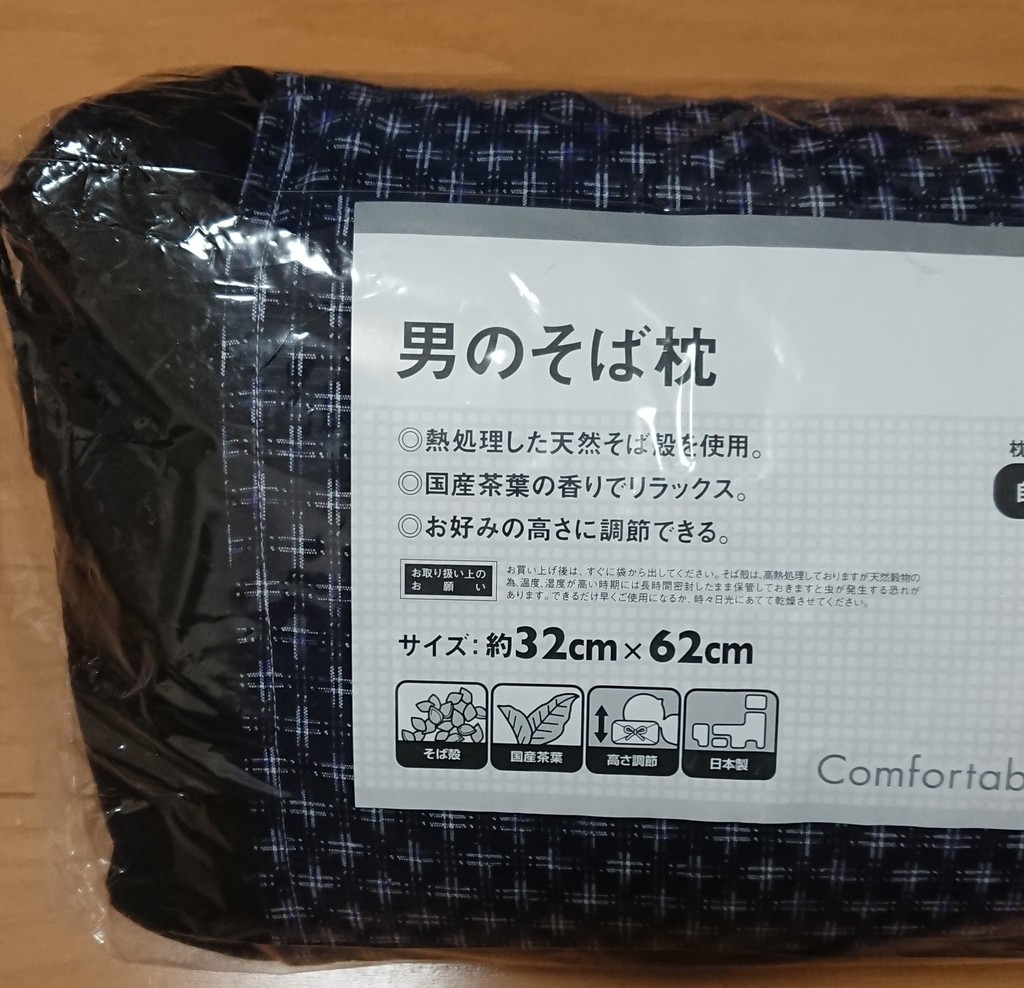 男のそば枕
◎熱処理した天然そば殻を使用。
◎国産茶葉の香りでリラックス。
◎お好みの高さに調節できる。
お取り扱い上の
お願い
お買い上げ後は、すぐに袋から出してください。そば殻は、高熱処理しておりますが天然穀物の
為、温度、湿度が高い時期には長時間密封したまま保管しておきますと虫が発生する恐れが
あります。できるだけ早くご使用になるか、時々日光にあてて乾燥させてください。
サイズ：約32cm×62cm
そば殻
国産茶葉
高さ調節
日本製
枕
Comfortab